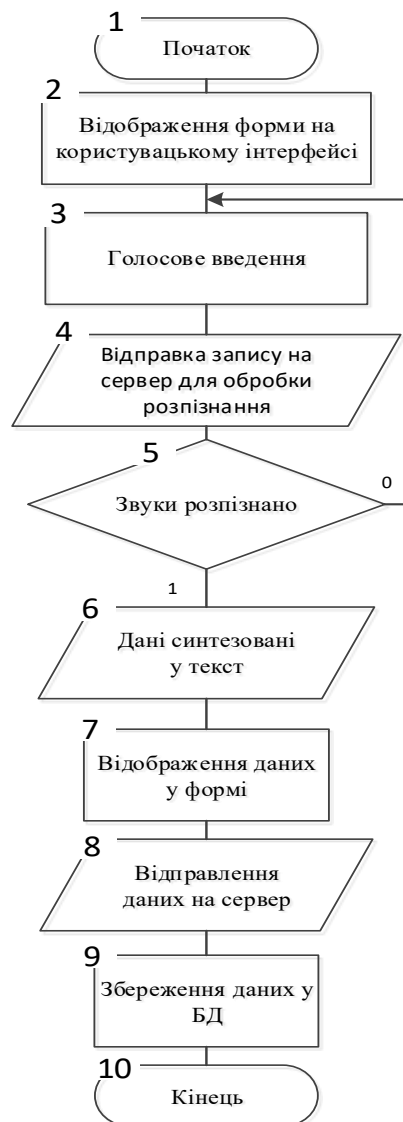 1
Початок
2
Відображення форми на
користувацькому інтерфейсі
3
Голосове введення
4
Відправка запису на
сервер для обробки
розпізнання
5
Звуки розпізнано
0
1
6
Дані синтезовані
у текст
7
Відображення даних
у формі
8
Відправлення
даних на сервер
9
Збереження даних у
БД
10
Кінець